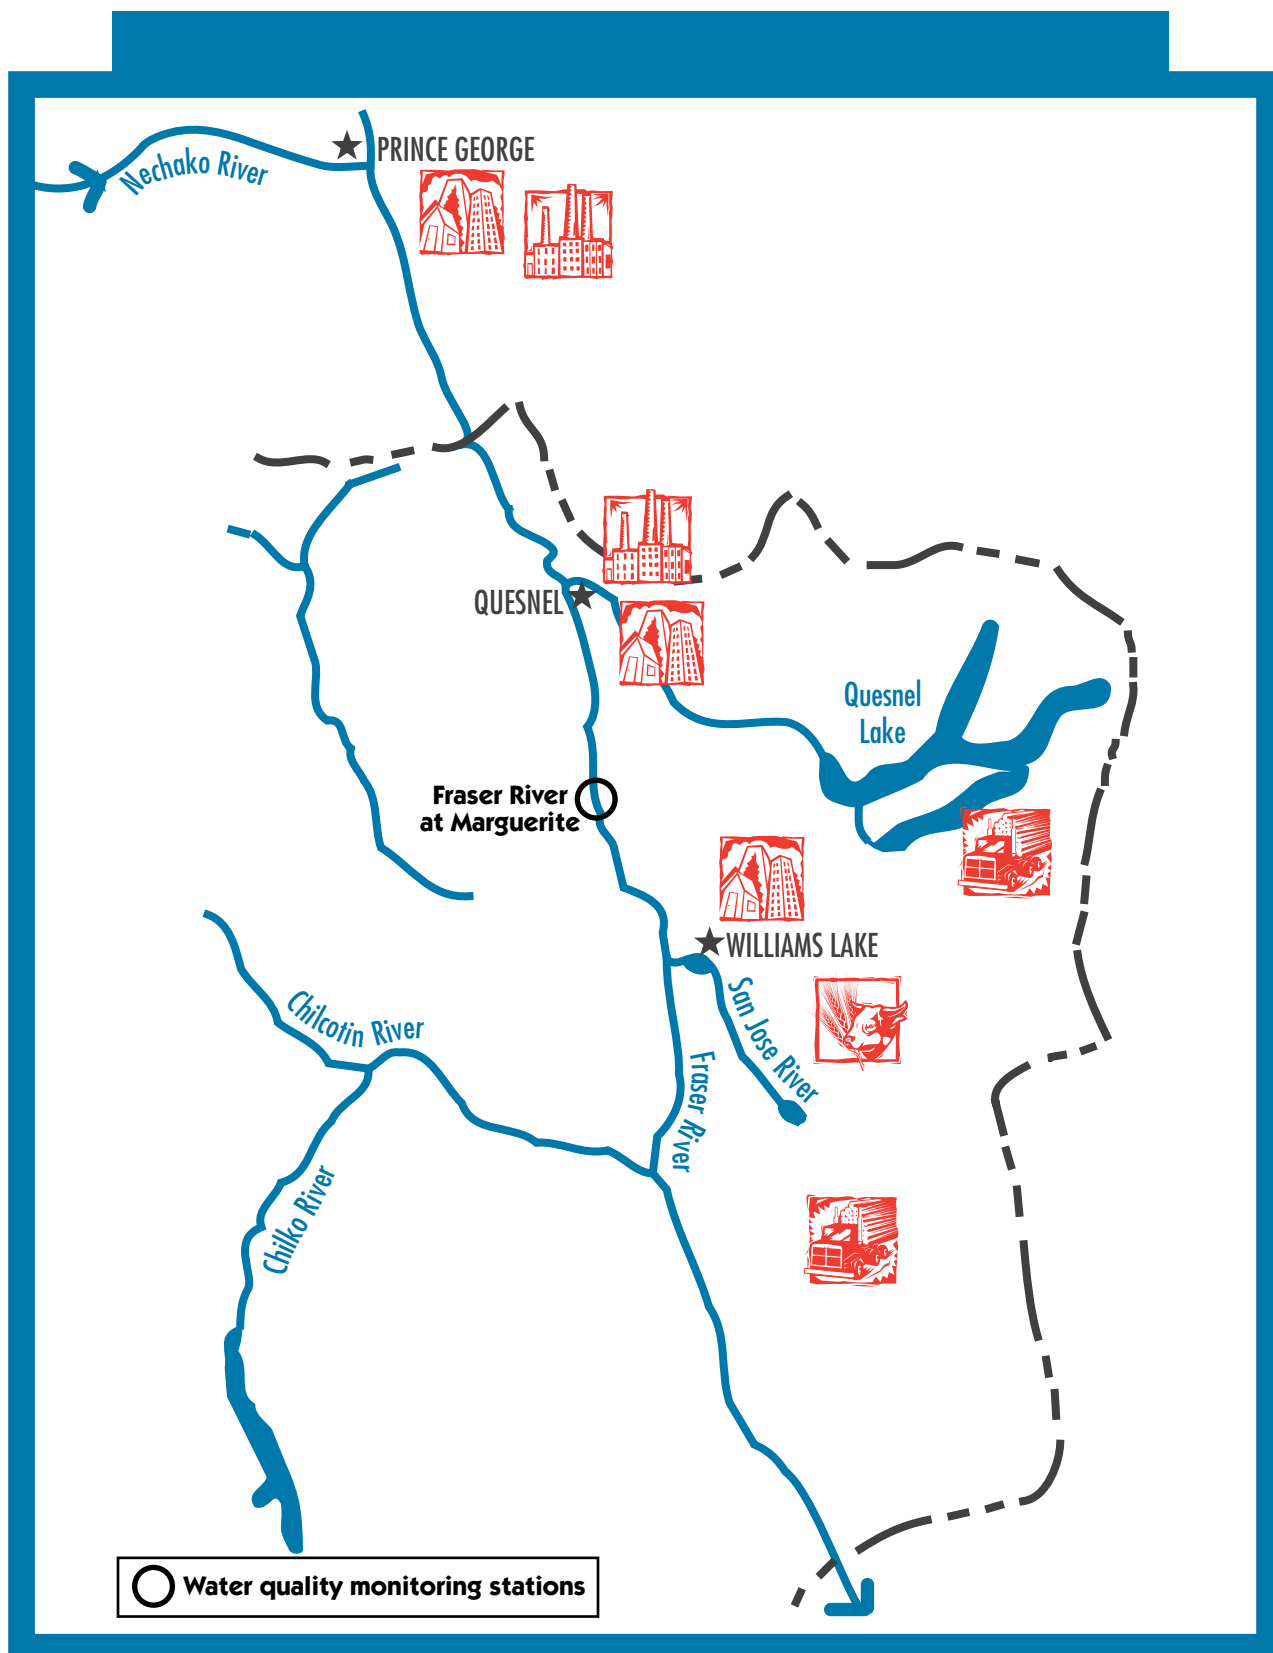 PRINCE GEORGE
Nechako River
QUESNEL
Quesnel
Lake
Fraser River
at Marguerite
WILLIAMS LAKE
San Jose River
Chilcotin River
Fraser River
Chilko River
Water quality monitoring stations